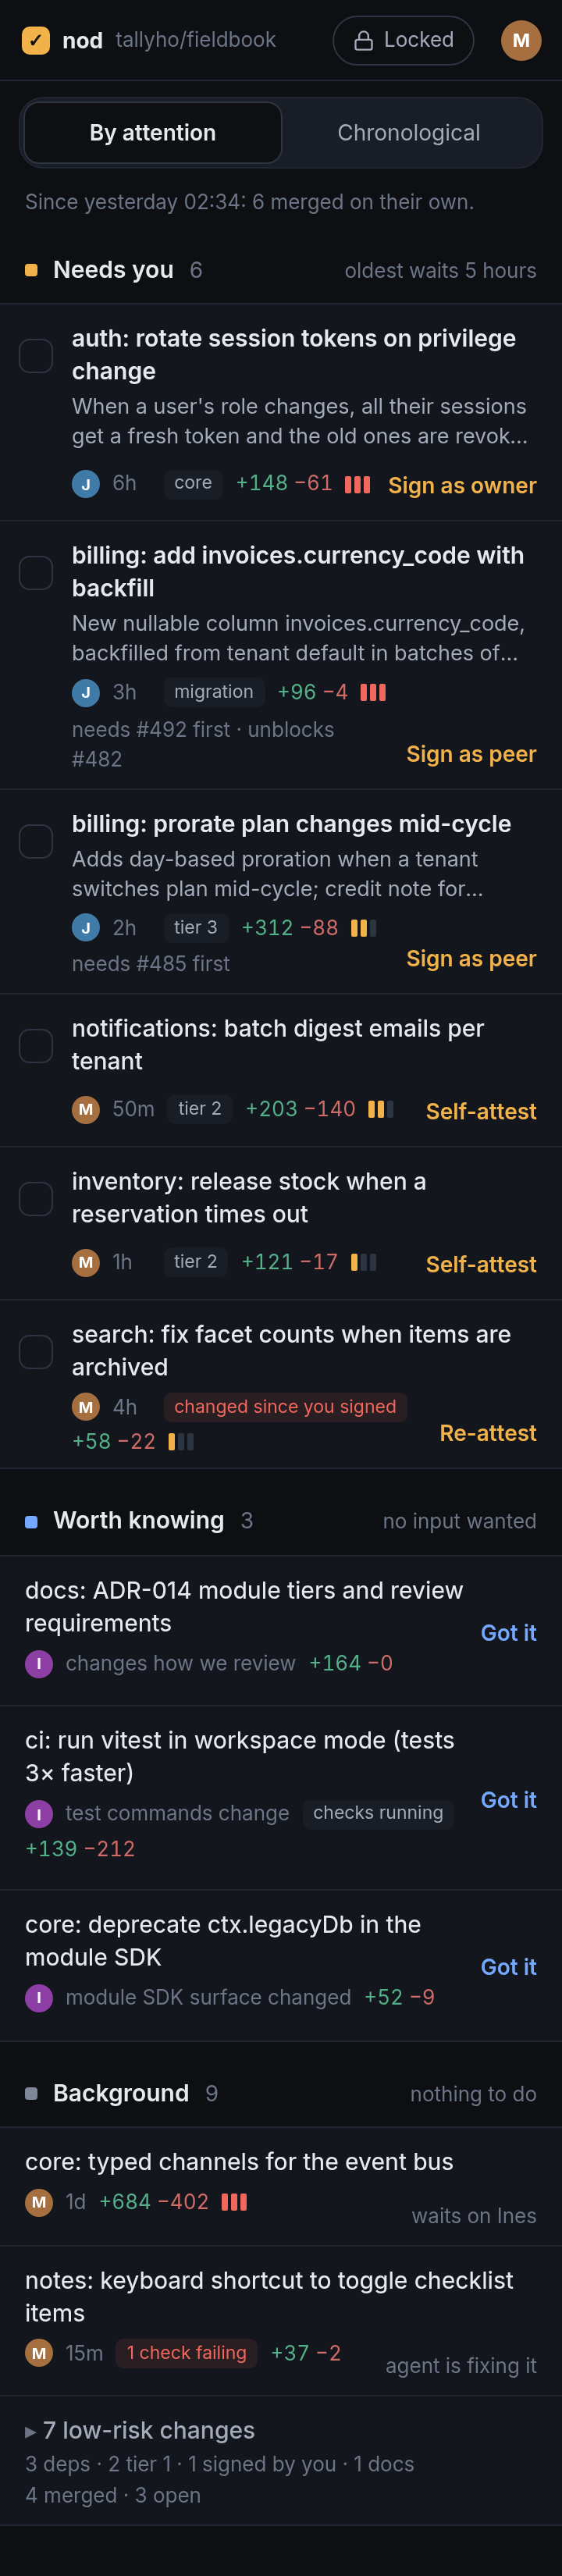 ✓ nod tallyho/fieldbook Locked M
By attention Chronological
Since yesterday 02:34: 6 merged on their own.
Needs you 6 oldest waits 5 hours
auth: rotate session tokens on privilege
change
When a user's role changes, all their sessions
get a fresh token and the old ones are revok…
J 6h core +148 −61 Sign as owner
billing: add invoices.currency_code with
backfill
New nullable column invoices.currency_code,
backfilled from tenant default in batches of…
J 3h migration +96 −4
needs #492 first · unblocks
#482
Sign as peer
billing: prorate plan changes mid-cycle
Adds day-based proration when a tenant
switches plan mid-cycle; credit note for…
J 2h tier 3 +312 −88
needs #485 first Sign as peer
notifications: batch digest emails per
tenant
M 50m tier 2 +203 −140 Self-attest
inventory: release stock when a
reservation times out
M 1h tier 2 +121 −17 Self-attest
search: fix facet counts when items are
archived
M 4h changed since you signed
+58 −22 Re-attest
Worth knowing 3 no input wanted
docs: ADR-014 module tiers and review
requirements
Got it
I changes how we review +164 −0
ci: run vitest in workspace mode (tests
3× faster)
Got it
I test commands change checks running
+139 −212
core: deprecate ctx.legacyDb in the
module SDK
Got it
I module SDK surface changed +52 −9
Background 9 nothing to do
core: typed channels for the event bus
M 1d +684 −402 waits on Ines
notes: keyboard shortcut to toggle checklist
items
M 15m 1 check failing +37 −2 agent is fixing it
▸ 7 low-risk changes
3 deps · 2 tier 1 · 1 signed by you · 1 docs
4 merged · 3 open